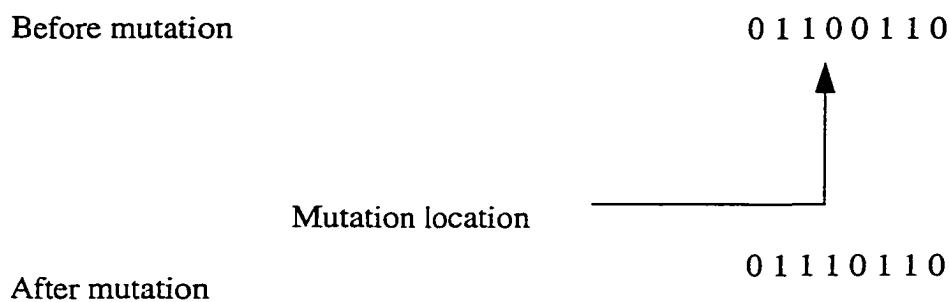 Before mutation 0 1 1 0 0 1 1 0
Mutation location
0 1 1 1 0 1 1 0
After mutation